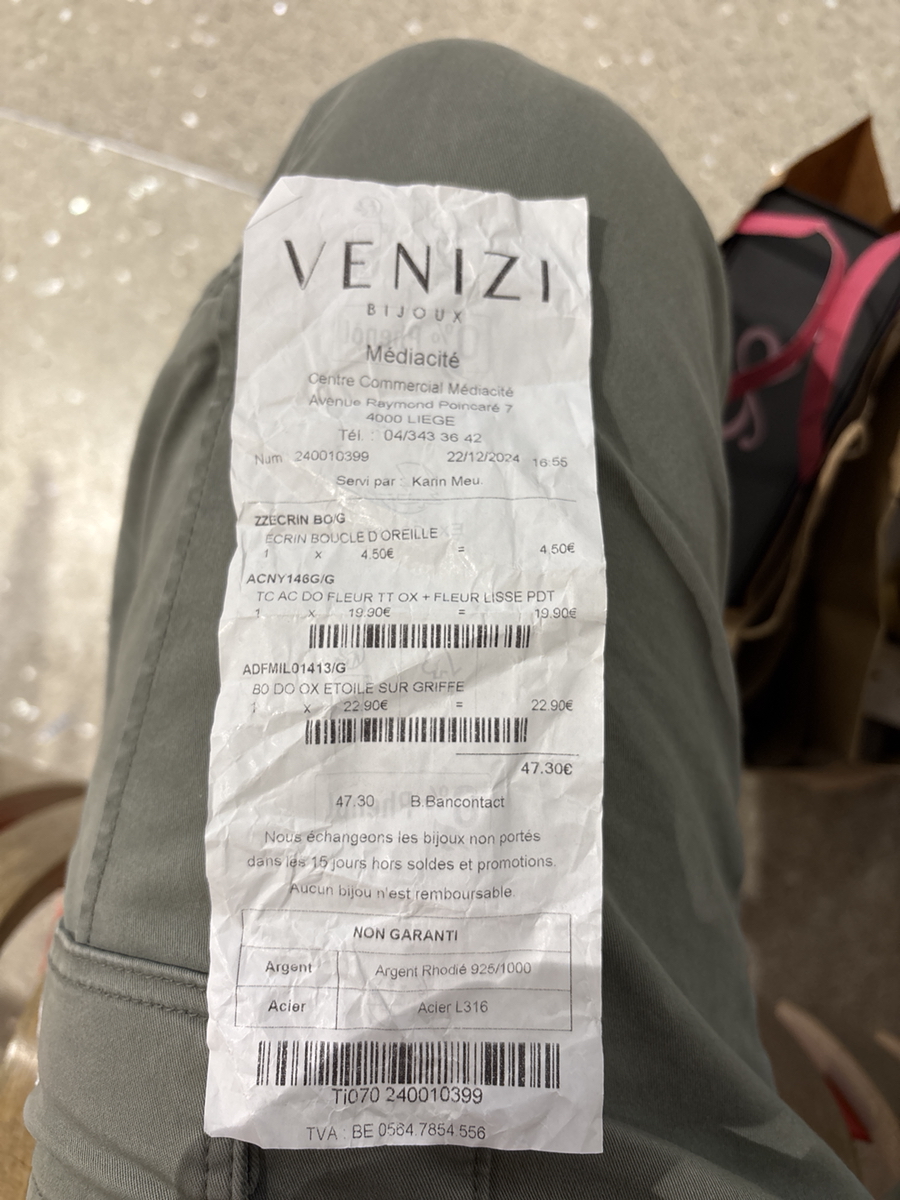 VENIZI
BIJOUX
Médiacité
Centre Commercial Médiacité
Avenue Raymond Poincaré 7
4000 LIEGE
Tél. : 04/343 36 42
Num 240010399 22/12/2024 16:55
Servi par : Karin Meu.
ZZECRIN BO/G
ECRIN BOUCLE D'OREILLE
1 x 4.50€ = 4.50€
ACNY146G/G
TC AC DO FLEUR TT OX + FLEUR LISSE PDT
1 x 19.90€ = 19.90€
ADFMIL01413/G
BO DO OX ETOILE SUR GRIFFE
1 x 22.90€ = 22.90€
47.30€
47.30 B.Bancontact
Nous échangeons les bijoux non portés
dans les 15 jours hors soldes et promotions.
Aucun bijou n'est remboursable.
NON GARANTI
Argent Argent Rhodié 925/1000
Acier Acier L316
Ti070 240010399
TVA : BE 0564.7854.556